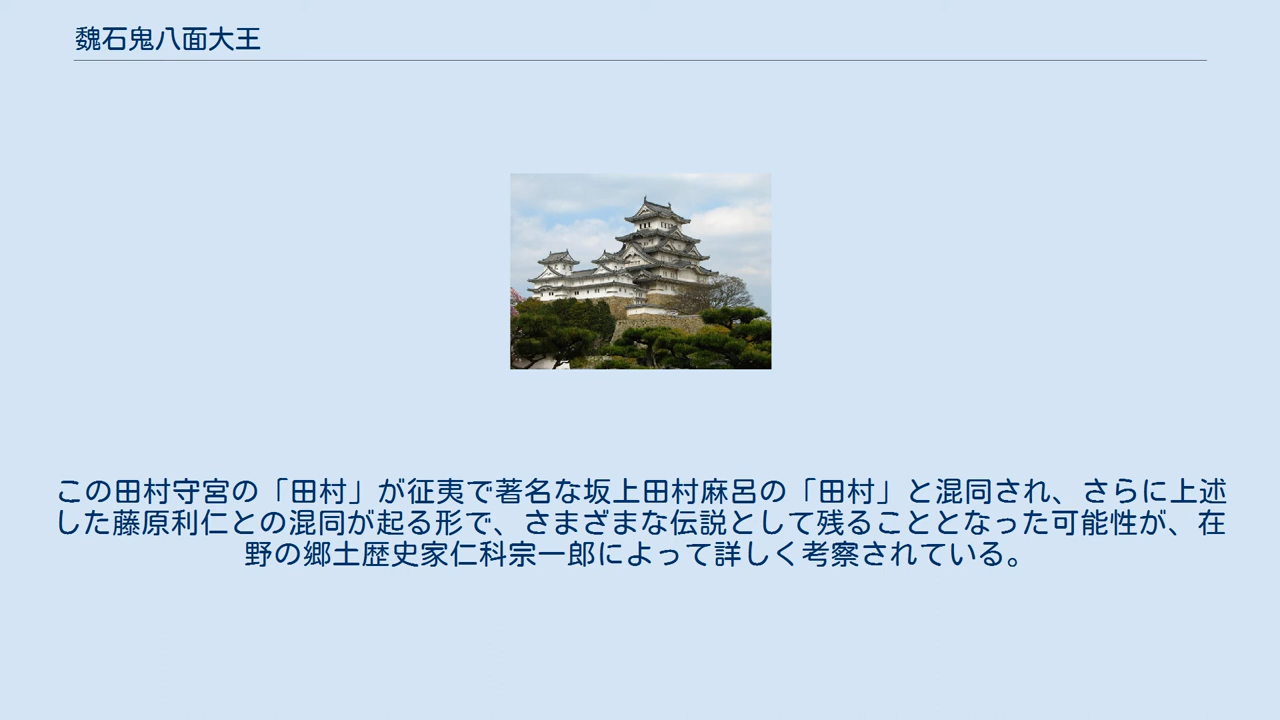 魏石鬼八面大王
この田村守宮の「田村」が征夷で著名な坂上田村麻呂の「田村」と混同され、さらに上述
した藤原利仁との混同が起る形で、さまざまな伝説として残ることとなった可能性が、在
野の郷土歴史家仁科宗一郎によって詳しく考察されている。